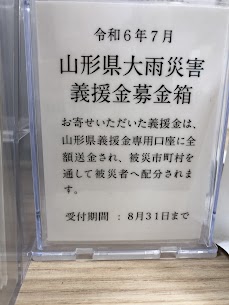 令和６年７月
山形県大雨災害
義援金募金箱
お寄せいただいた義援金は、
山形県義援金専用口座に全
額送金され、被災市町村を
通して被災者へ配分されま
す。
受付期間　：８月３１日まで